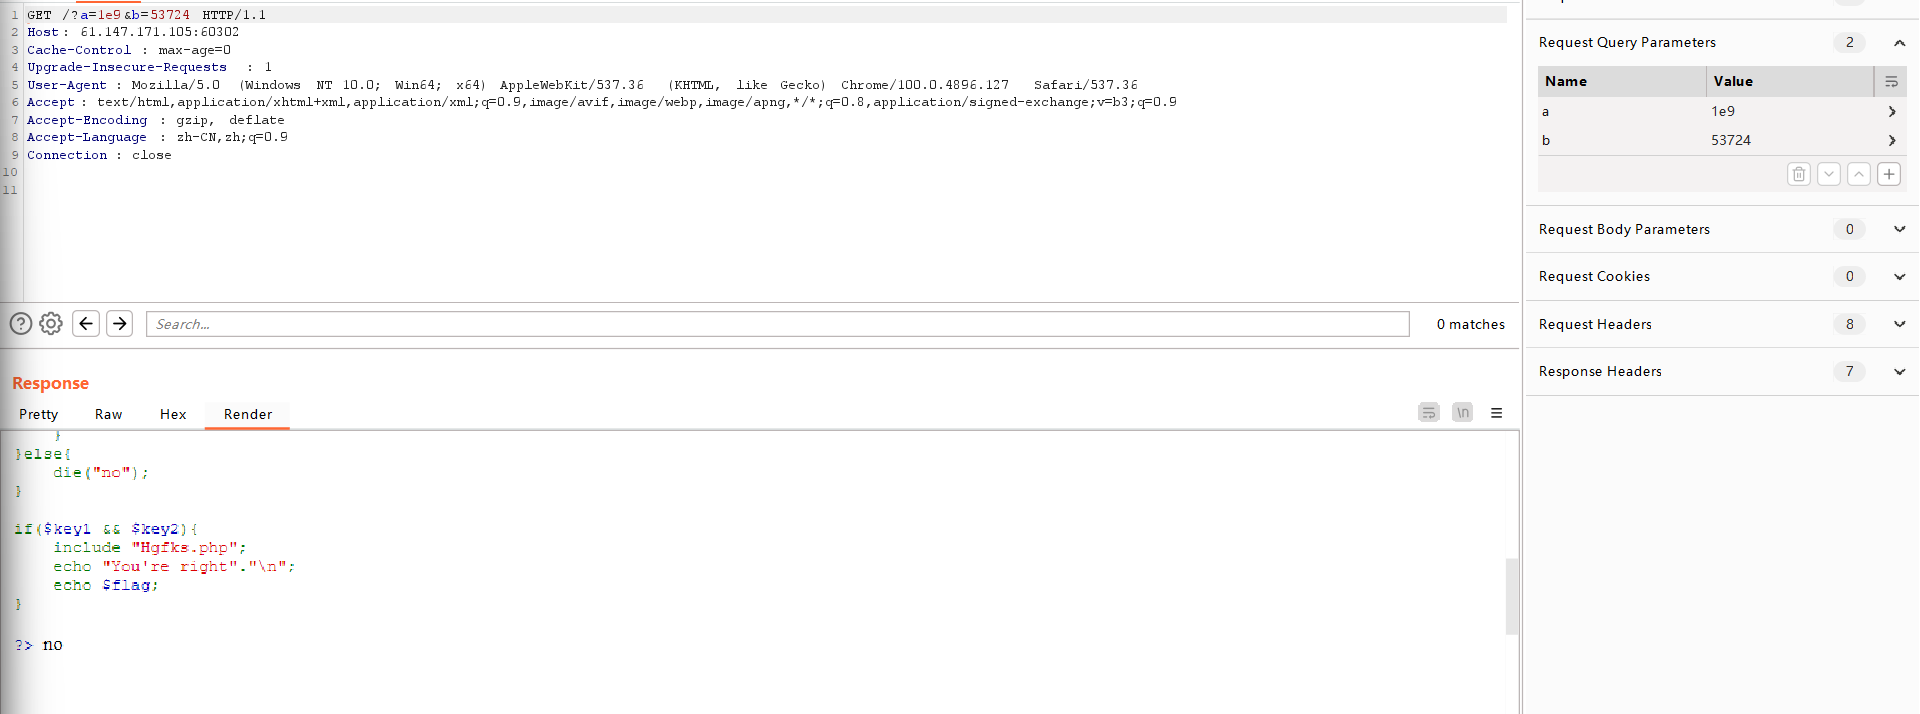 1 GET /?a=1e9&b=53724 HTTP/1.1
2 Host: 61.147.171.105:60302
3 Cache-Control : max-age=0
4 Upgrade-Insecure-Requests : 1
5 User-Agent : Mozilla/5.0 (Windows NT 10.0; Win64; x64) AppleWebKit/537.36 (KHTML, like Gecko) Chrome/100.0.4896.127 Safari/537.36
6 Accept : text/html,application/xhtml+xml,application/xml;q=0.9,image/avif,image/webp,image/apng,*/*;q=0.8,application/signed-exchange;v=b3;q=0.9
7 Accept-Encoding : gzip, deflate
8 Accept-Language : zh-CN,zh;q=0.9
9 Connection : close
10
11
Search...
0 matches
Response
Pretty Raw Hex Render
\n
}
}else{
die("no");
}
if($key1 && $key2){
include "Hgfks.php";
echo "You're right"."\n";
echo $flag;
}
?> no
Request Query Parameters 2
Name Value
a 1e9
b 53724
Request Body Parameters 0
Request Cookies 0
Request Headers 8
Response Headers 7